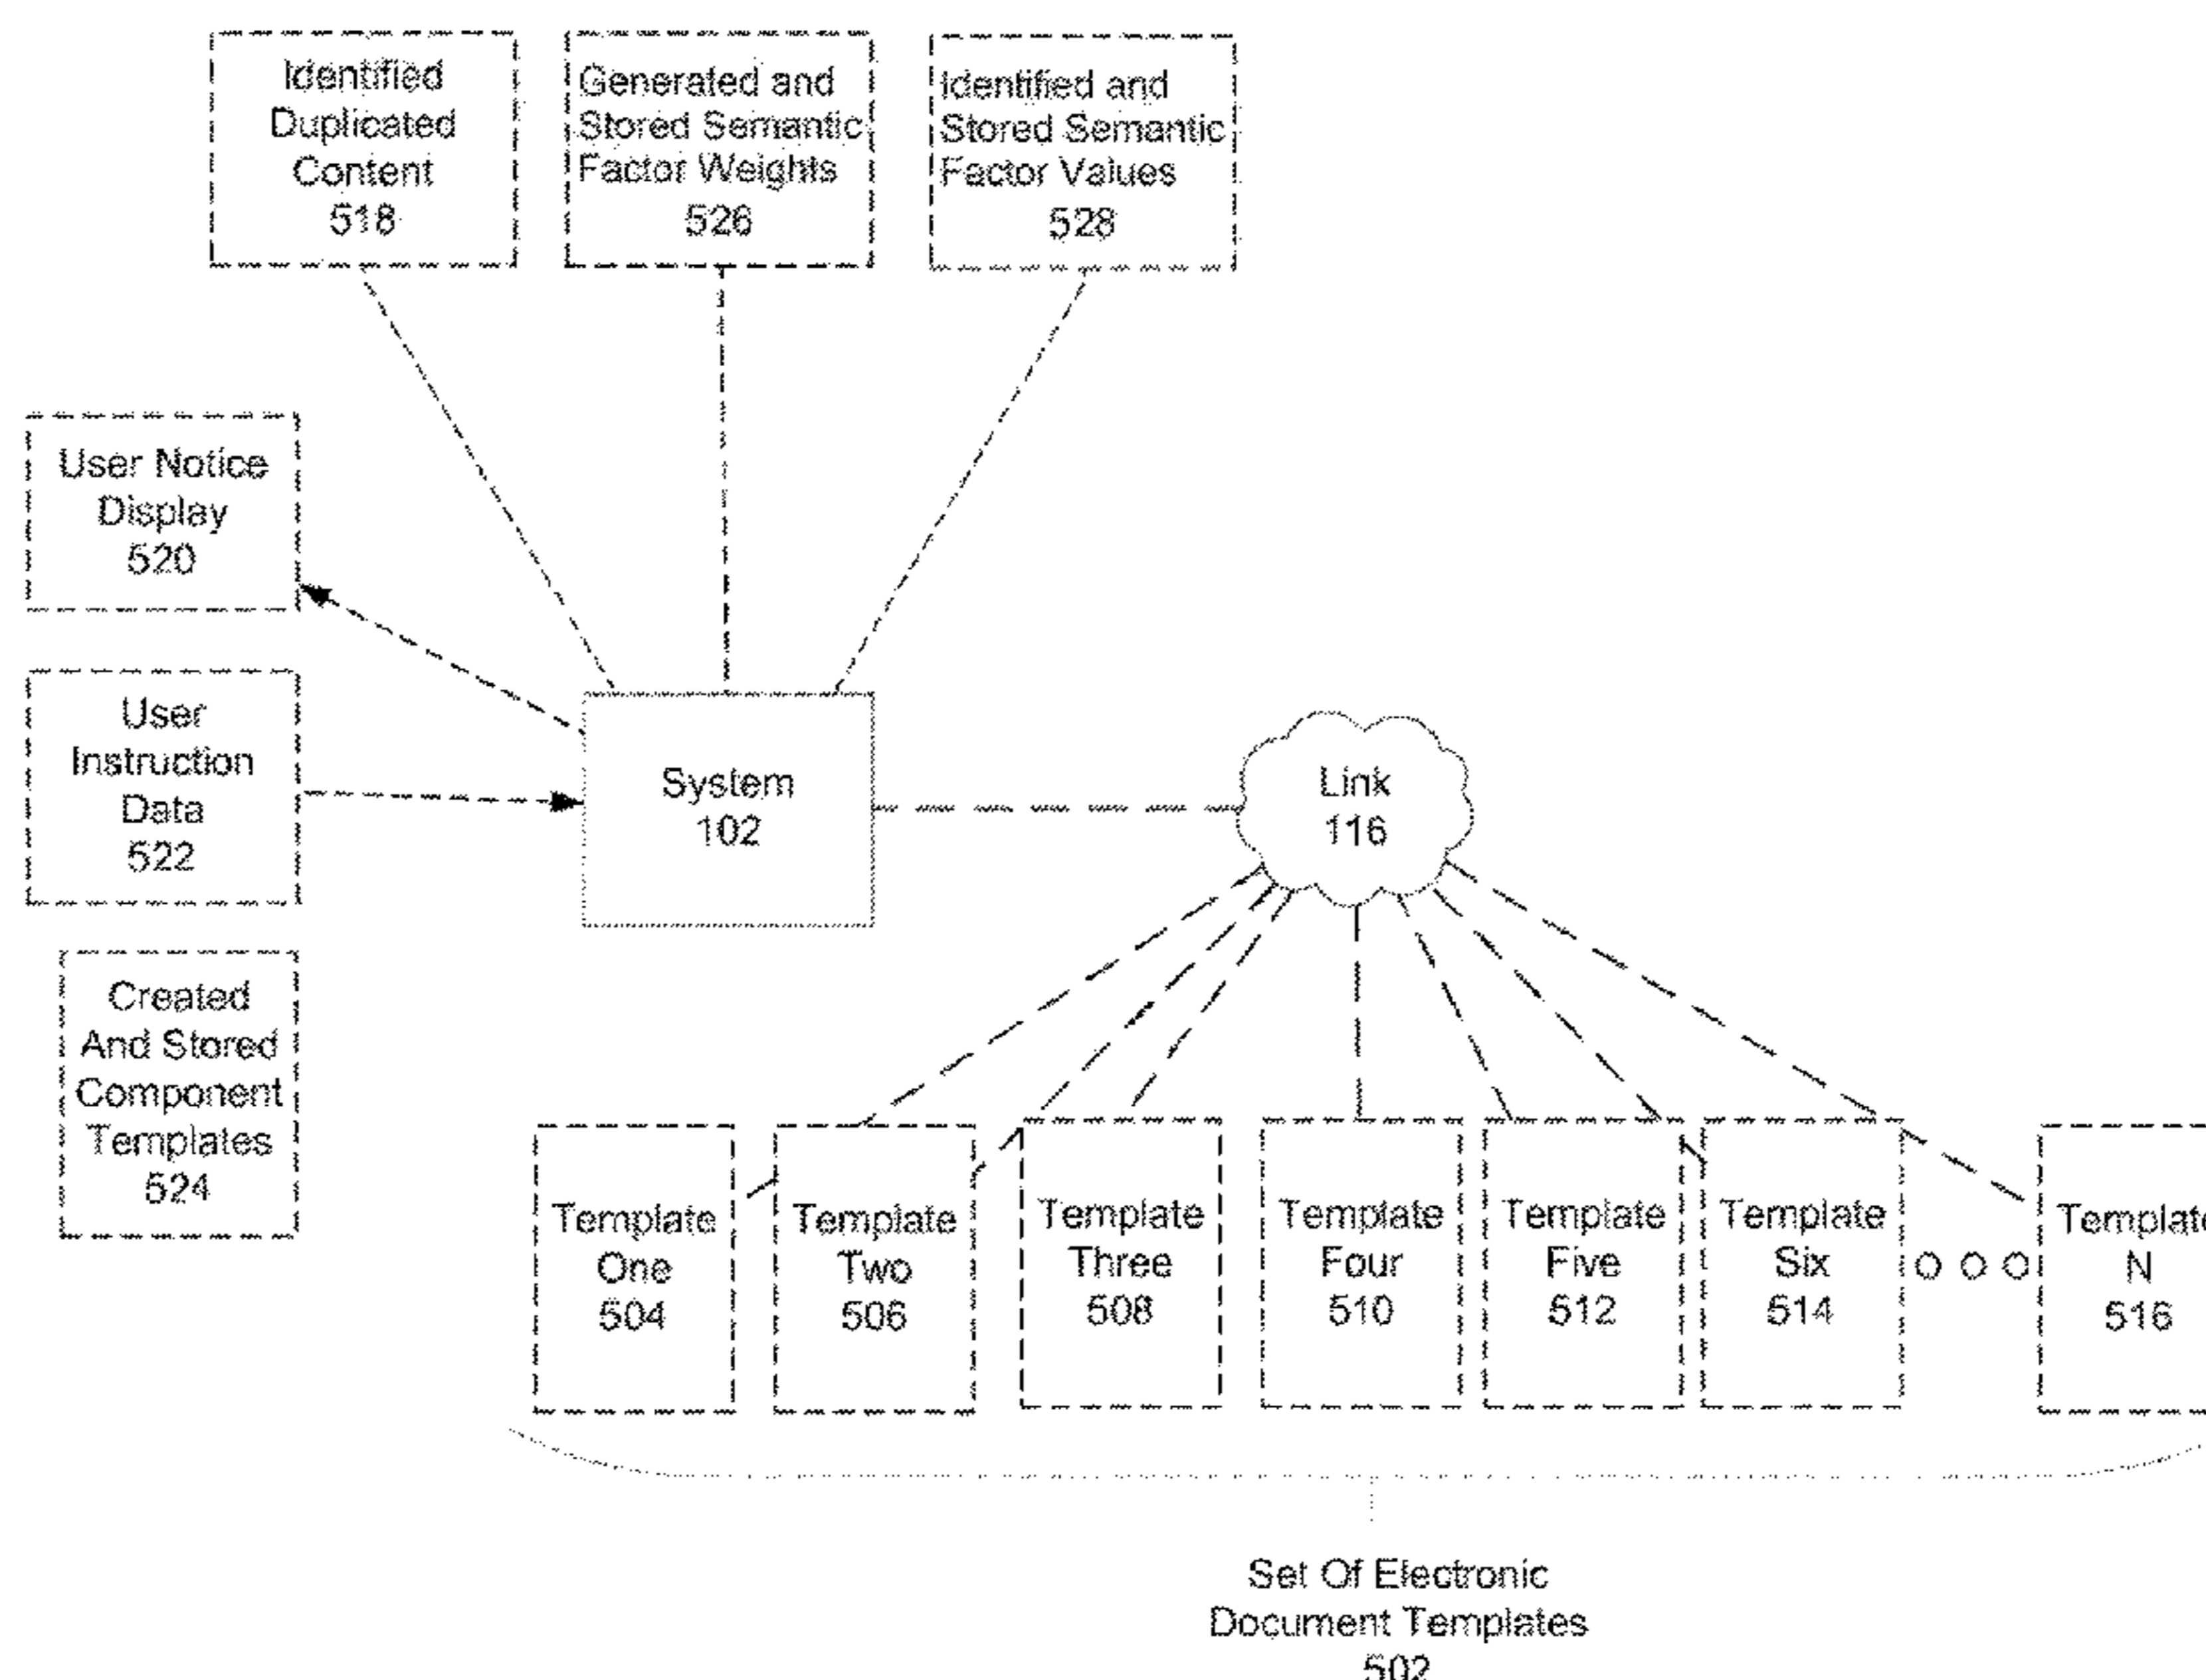 Identified
Duplicated
Content
518
Generated and
Stored Semantic
Factor Weights
526
Identified and
Stored Semantic
Factor Values
528
User Notice
Display
520
User
Instruction
Data
522
System
102
Link
116
Created
And Stored
Component
Templates
524
Template
One
504
Template
Two
506
Template
Three
508
Template
Four
510
Template
Five
512
Template
Six
514
Template
N
516
Set Of Electronic
Document Templates
502